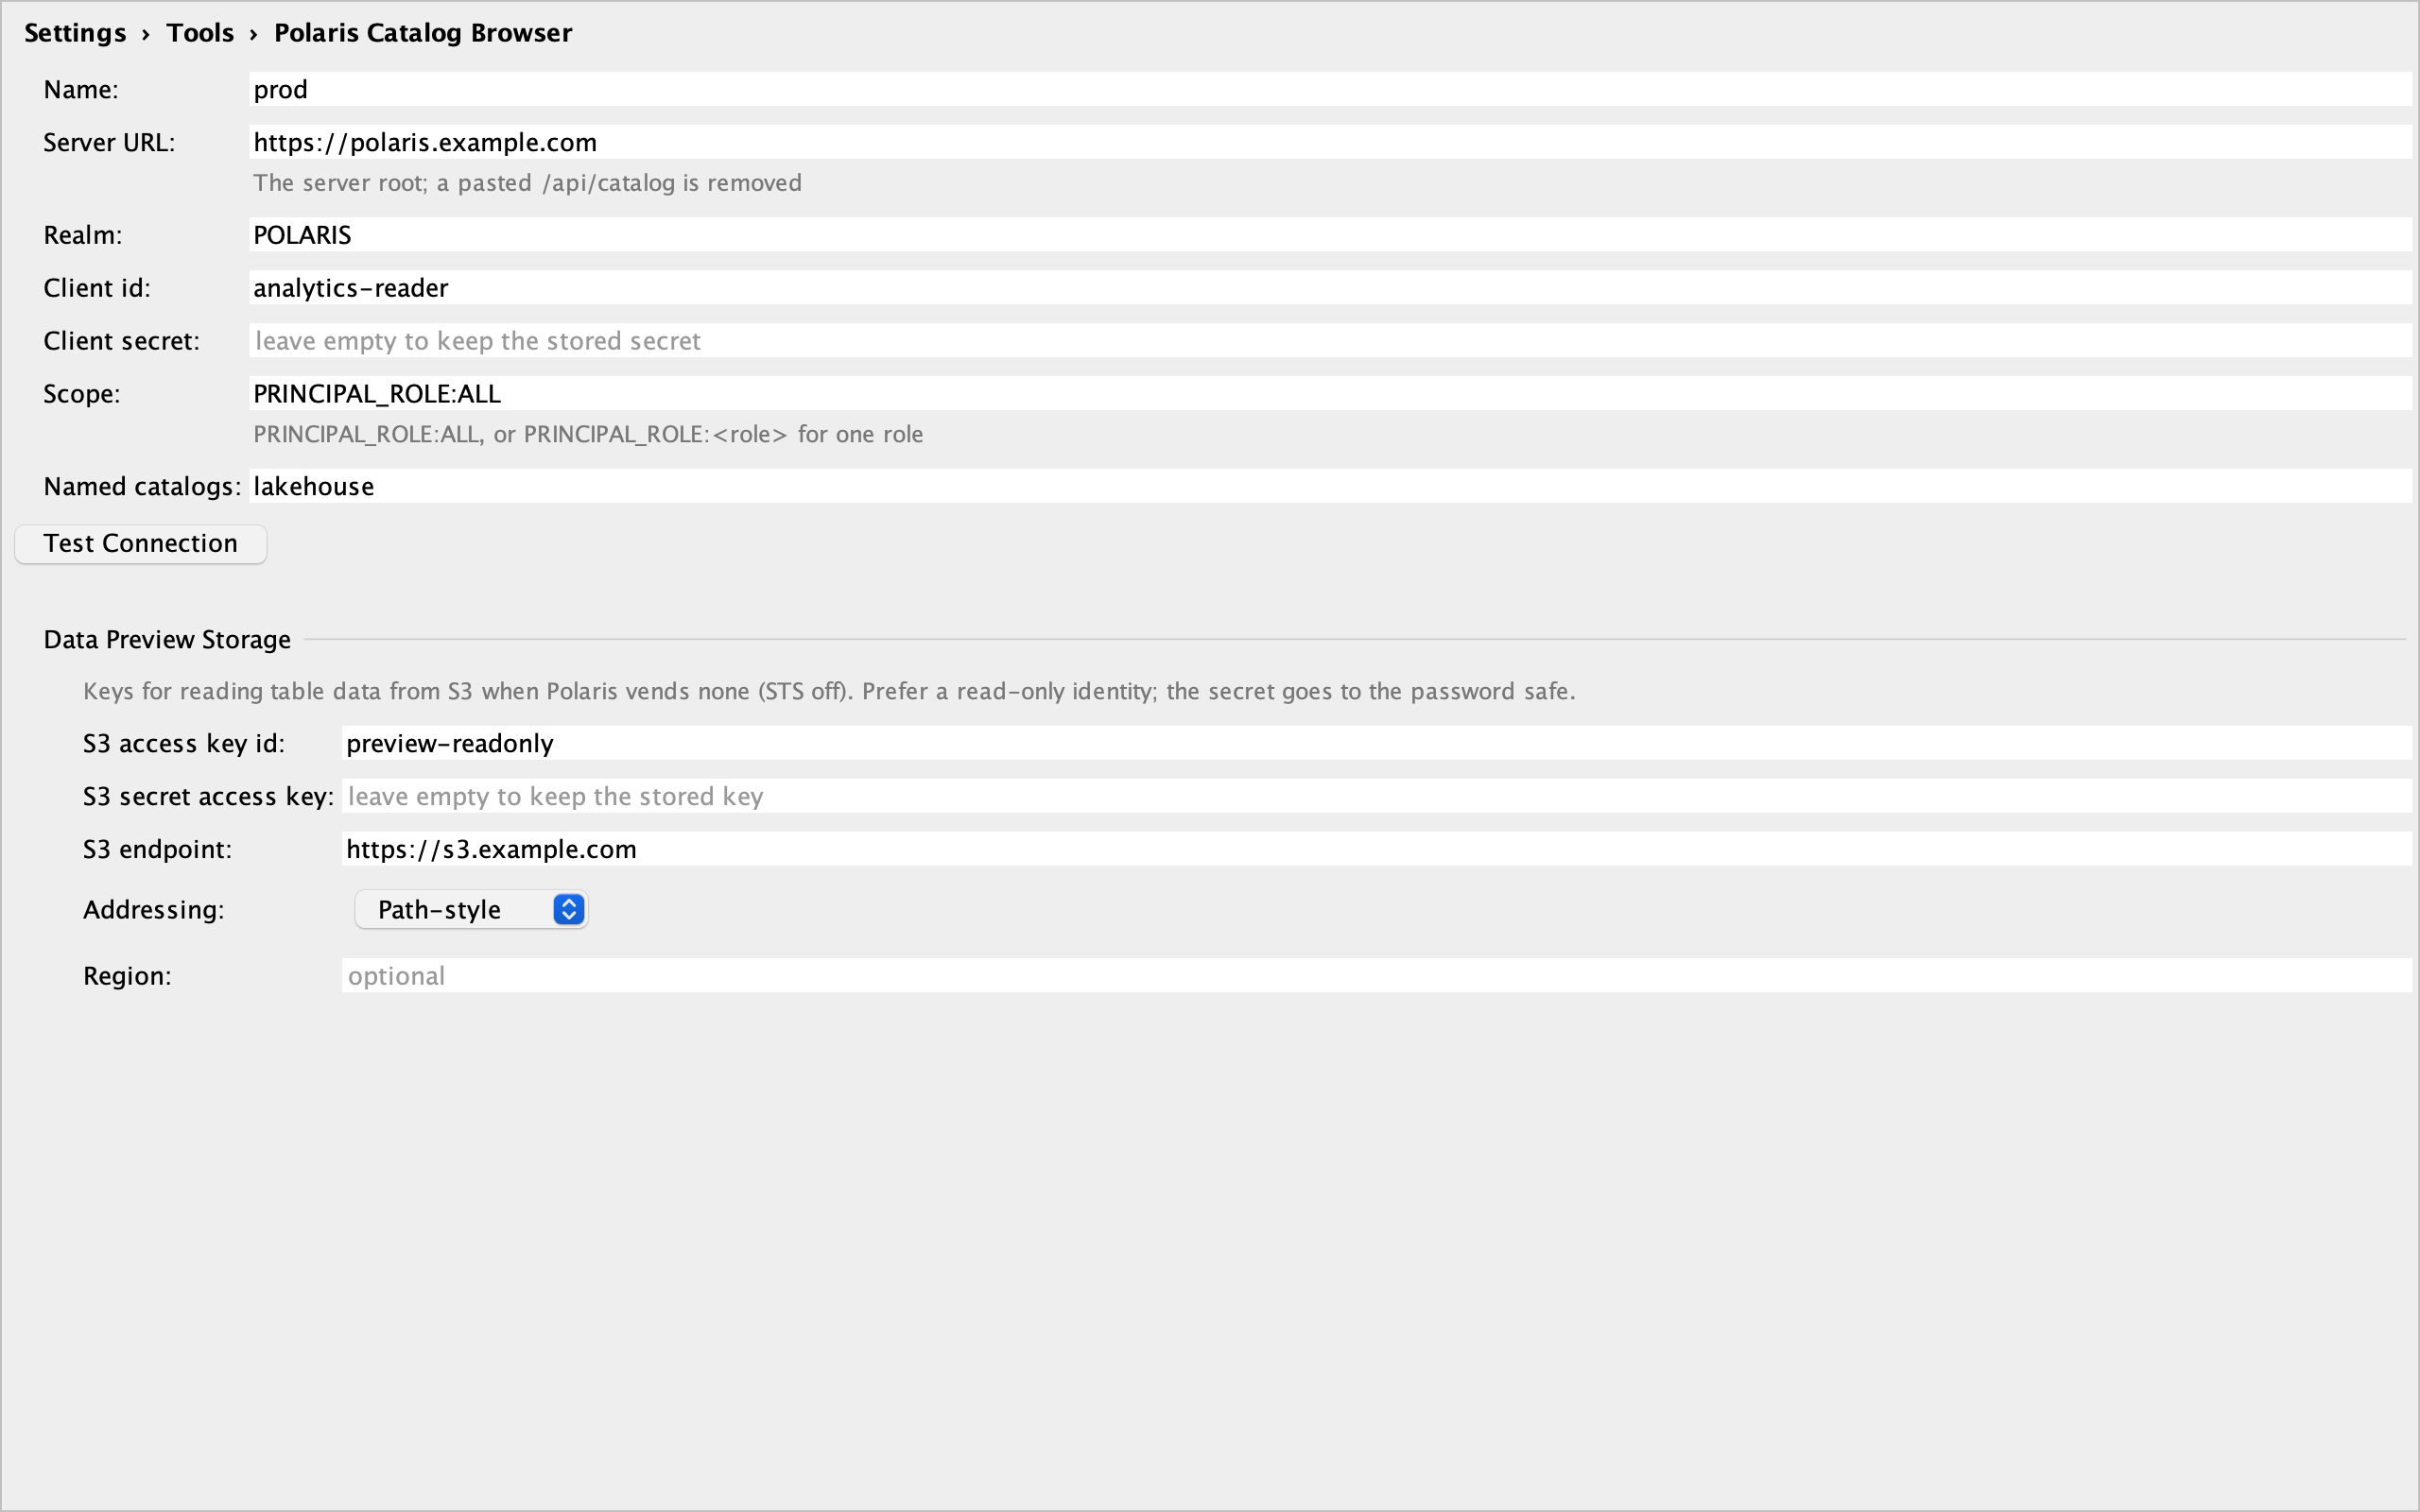 Settings › Tools › Polaris Catalog Browser
Name: prod
Server URL: https://polaris.example.com
The server root; a pasted /api/catalog is removed
Realm: POLARIS
Client id: analytics-reader
Client secret: leave empty to keep the stored secret
Scope: PRINCIPAL_ROLE:ALL
PRINCIPAL_ROLE:ALL, or PRINCIPAL_ROLE:<role> for one role
Named catalogs: lakehouse
Test Connection
Data Preview Storage
Keys for reading table data from S3 when Polaris vends none (STS off). Prefer a read-only identity; the secret goes to the password safe.
S3 access key id: preview-readonly
S3 secret access key: leave empty to keep the stored key
S3 endpoint: https://s3.example.com
Addressing: Path-style
Region: optional